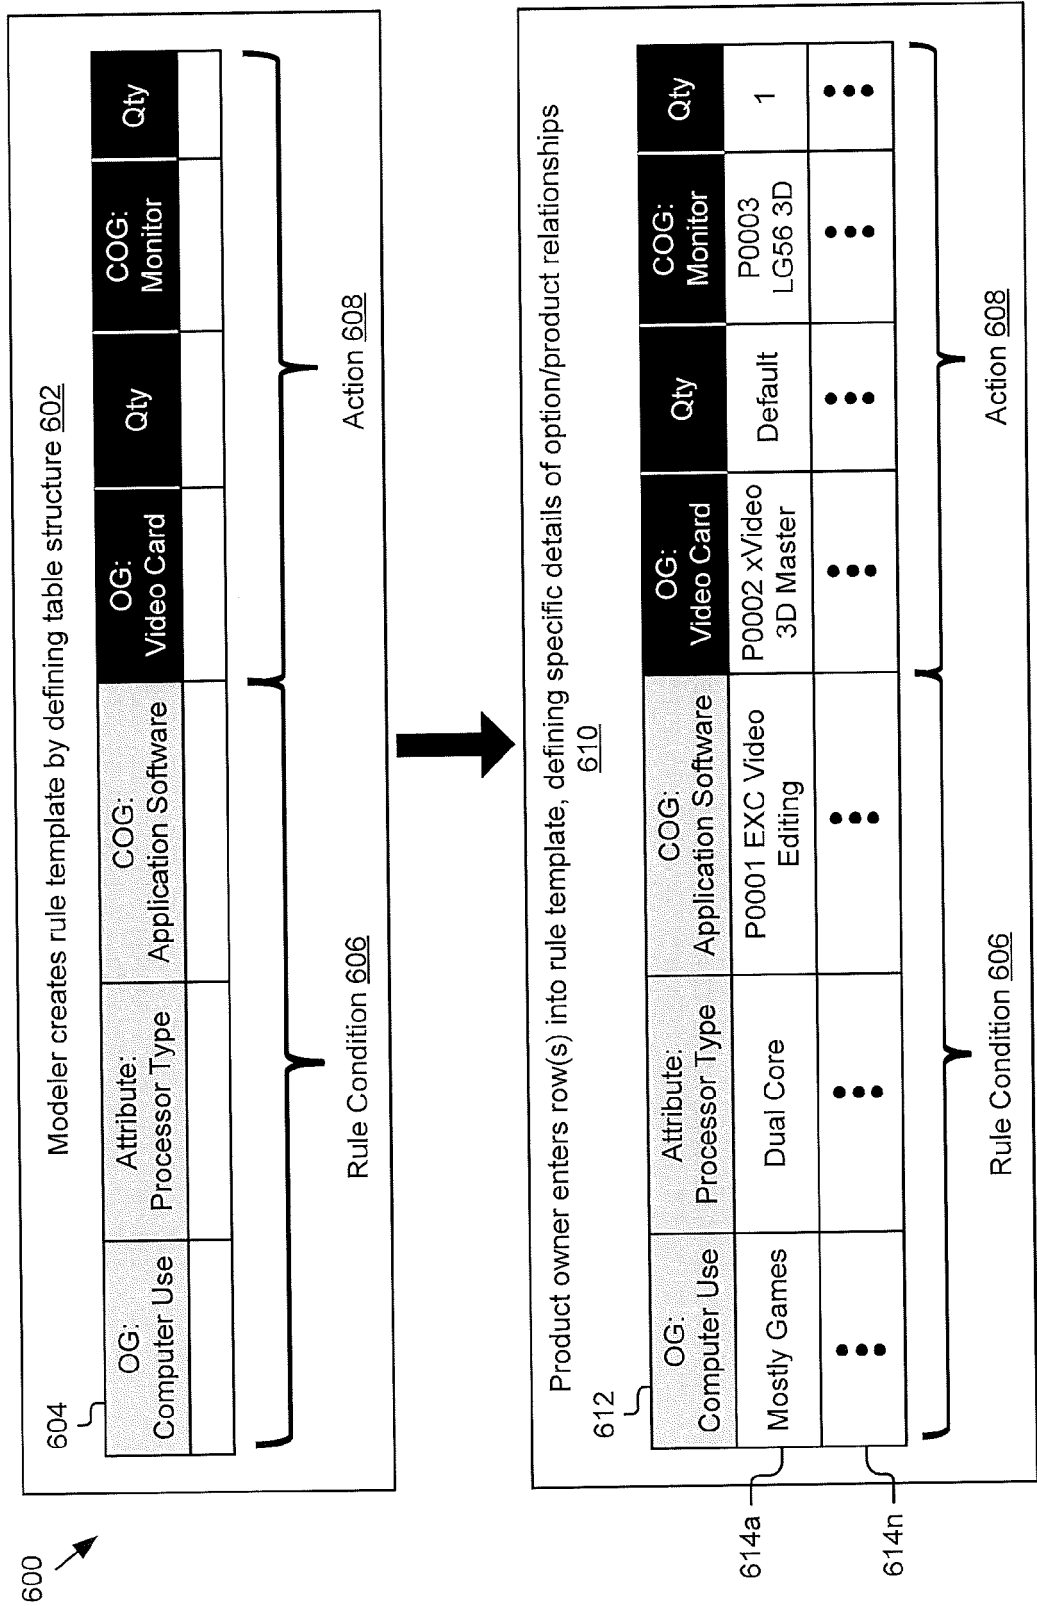 600
Modeler creates rule template by defining table structure 602
604
OG:
Computer Use
Attribute:
Processor Type
COG:
Application Software
OG:
Video Card
Qty
COG:
Monitor
Qty
Rule Condition 606
Action 608
Product owner enters row(s) into rule template, defining specific details of option/product relationships
610
612
OG:
Computer Use
Attribute:
Processor Type
COG:
Application Software
OG:
Video Card
Qty
COG:
Monitor
Qty
614a
Mostly Games
Dual Core
P0001 EXC Video
Editing
P0002 xVideo
3D Master
Default
P0003
LG56 3D
1
614n
Rule Condition 606
Action 608